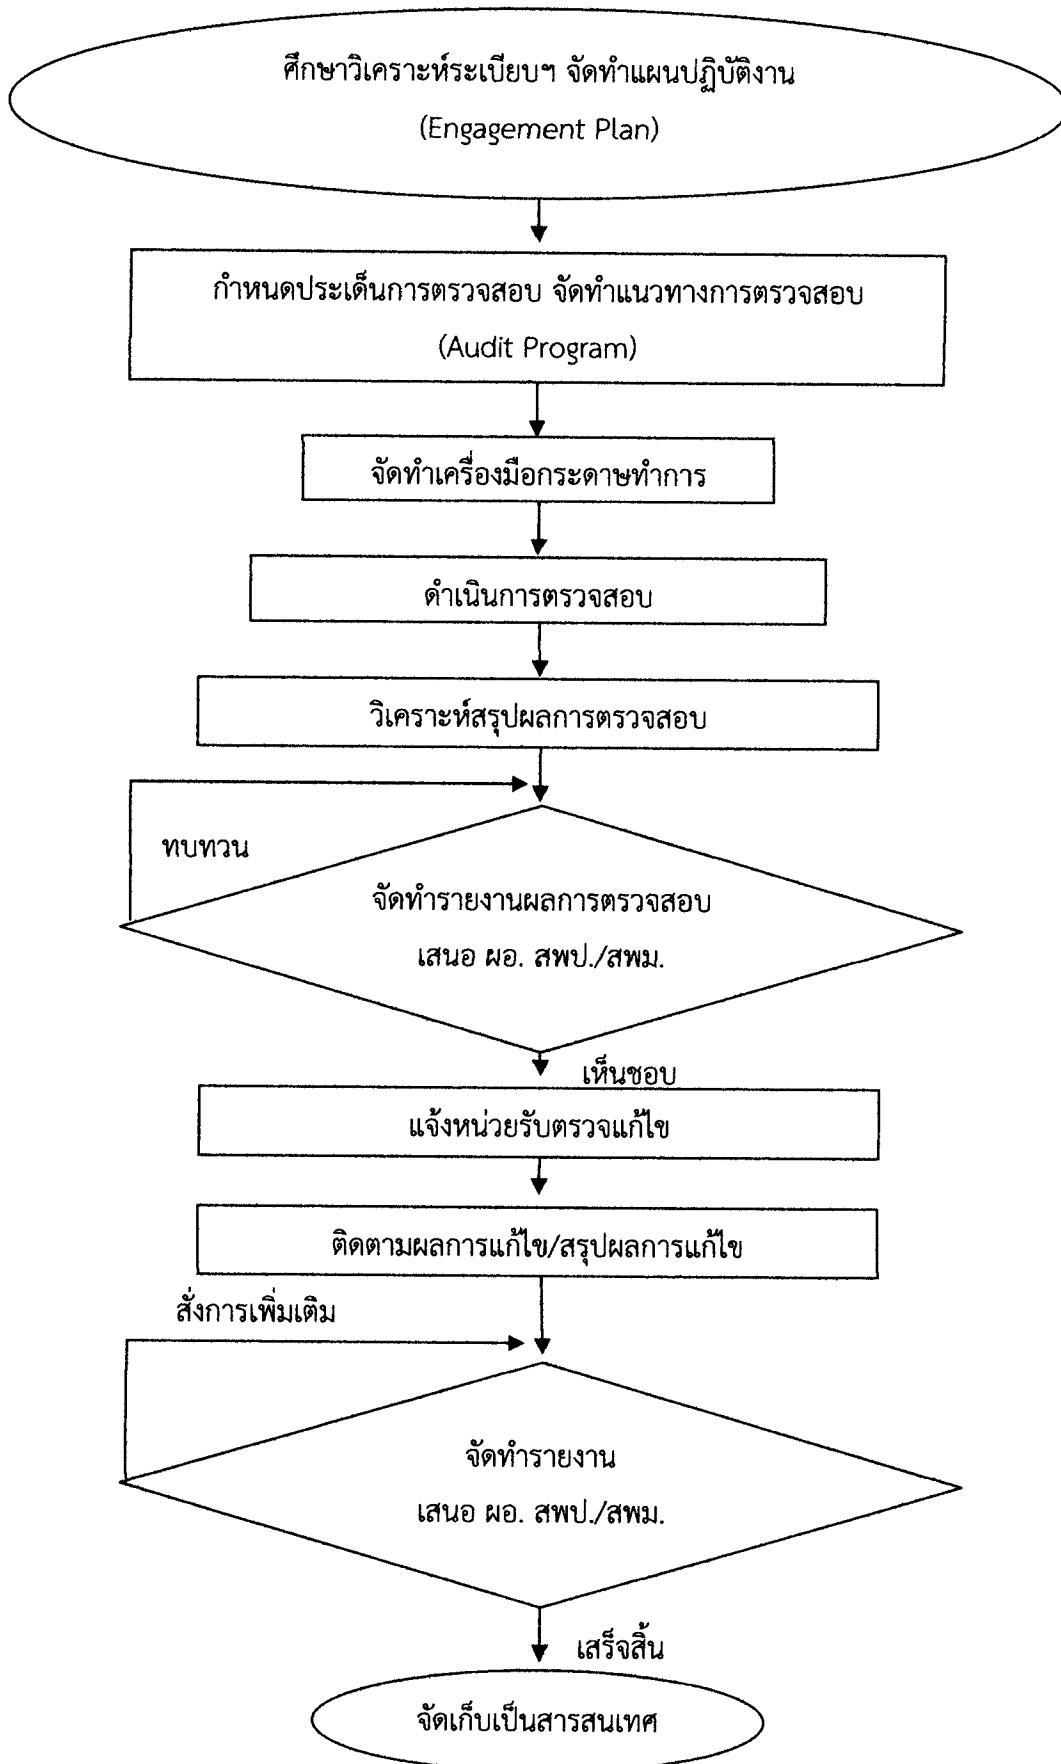 ศึกษาวิเคราะห์ระเบียบฯ จัดทำแผนปฏิบัติงาน
(Engagement Plan)
กำหนดประเด็นการตรวจสอบ จัดทำแนวทางการตรวจสอบ
(Audit Program)
จัดทำเครื่องมือกระดาษทำการ
ดำเนินการตรวจสอบ
วิเคราะห์สรุปผลการตรวจสอบ
ทบทวน
จัดทำรายงานผลการตรวจสอบ
เสนอ ผอ. สพป./สพม.
เห็นชอบ
แจ้งหน่วยรับตรวจแก้ไข
ติดตามผลการแก้ไข/สรุปผลการแก้ไข
สั่งการเพิ่มเติม
จัดทำรายงาน
เสนอ ผอ. สพป./สพม.
เสร็จสิ้น
จัดเก็บเป็นสารสนเทศ